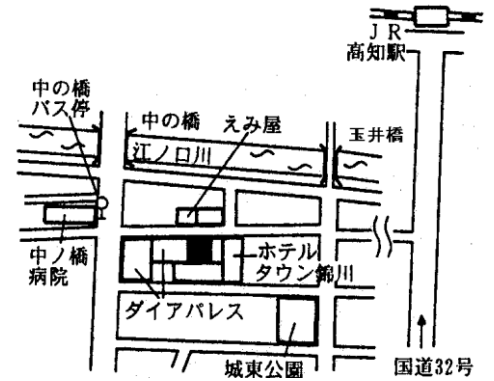 JR
高知駅
中の橋
バス停
中の橋
えみ屋
玉井橋
江ノ口川
中ノ橋
病院
ホテル
タウン錦川
ダイアパレス
城東公園
国道32号